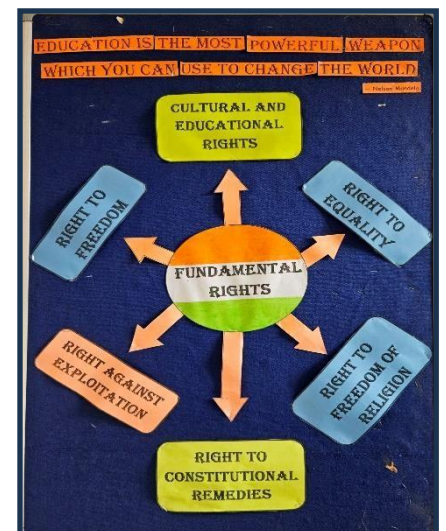 EDUCATION IS THE MOST POWERFUL WEAPON
WHICH YOU CAN USE TO CHANGE THE WORLD
- Nelson Mandela
CULTURAL AND
EDUCATIONAL
RIGHTS
RIGHT TO
FREEDOM
RIGHT TO
EQUALITY
FUNDAMENTAL
RIGHTS
RIGHT AGAINST
EXPLOITATION
RIGHT TO
FREEDOM OF
RELIGION
RIGHT TO
CONSTITUTIONAL
REMEDIES